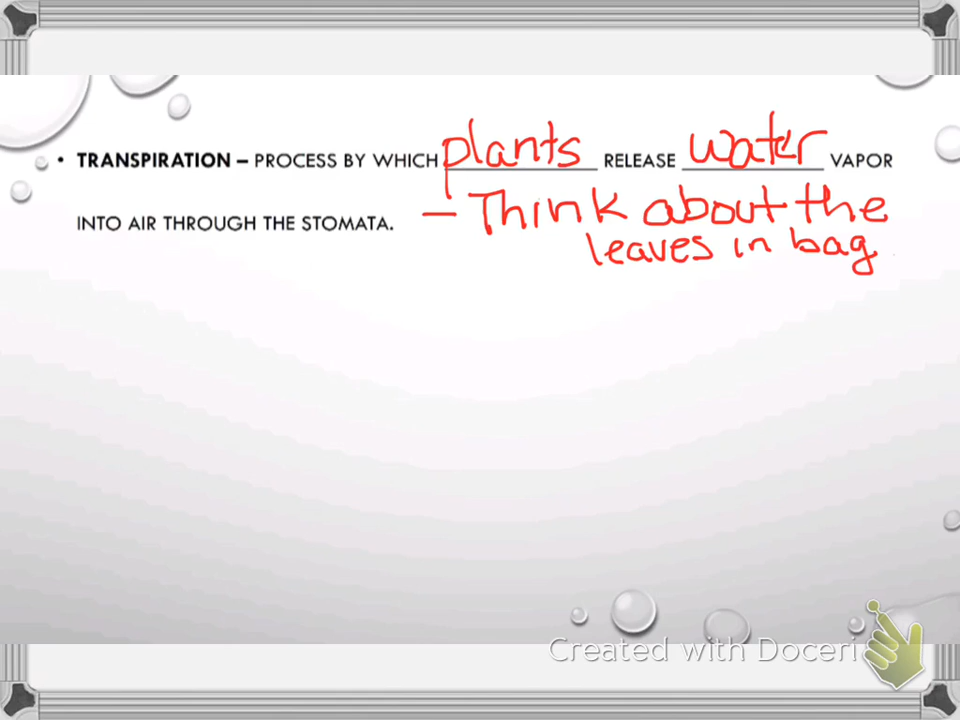 • TRANSPIRATION – PROCESS BY WHICH plants RELEASE water VAPOR
INTO AIR THROUGH THE STOMATA. – Think about the
leaves in bag
Created with Doceri